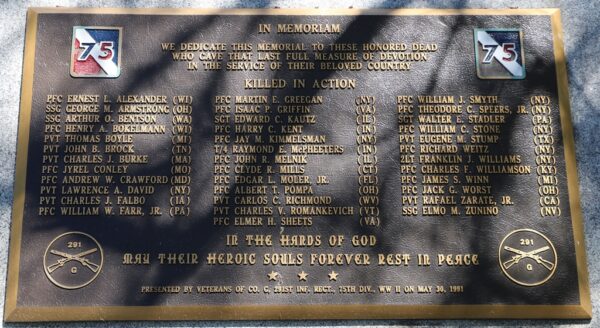 IN MEMORIAM
75
75
WE DEDICATE THIS MEMORIAL TO THESE HONORED DEAD
WHO GAVE THAT LAST FULL MEASURE OF DEVOTION
IN THE SERVICE OF THEIR BELOVED COUNTRY
KILLED IN ACTION
PFC ERNEST L. ALEXANDER (WI)
SSG GEORGE M. ARMSTRONG (OH)
SSG ARTHUR O. BENTSON (WA)
PFC HENRY A. BOKELMANN (WI)
PVT THOMAS BOYLE (MI)
PVT JOHN B. BROCK (TN)
PVT CHARLES J. BURKE (MA)
PFC JYREL CONLEY (MO)
PFC ANDREW W. CRAWFORD (MD)
PVT LAWRENCE A. DAVID (NY)
PVT CHARLES J. FALBO (IA)
PFC WILLIAM W. FARR, JR. (PA)
PFC MARTIN E. GREEGAN (NY)
PFC ISAAC P. GRIFFIN (VA)
SGT EDWARD C. KAUTZ (IL)
PFC HARRY C. KENT (IN)
PFC JAY M. KIMMELSMAN (NY)
T/4 RAYMOND E. McPHEETERS (IN)
PFC JOHN R. MELNIK (IL)
PFC CLYDE R. MILLS (CT)
PFC EDGAR L. MOLER, JR. (FL)
PFC ALBERT T. POMPA (OH)
PVT CARLOS C. RICHMOND (WV)
PVT CHARLES V. ROMANKEVICH (VT)
PFC ELMER H. SHEETS (VA)
PFC WILLIAM J. SMYTH (NY)
PFC THEODORE C. SPEERS, JR. (NY)
SGT WALTER E. STADLER (PA)
PFC WILLIAM C. STONE (NY)
PVT EUGENE M. STUMP (TX)
PFC RICHARD WEITZ (NY)
2LT FRANKLIN J. WILLIAMS (NY)
PFC CHARLES F. WILLIAMSON (KY)
PFC JAMES S. WINN (MI)
PFC JACK G. WORST (OH)
PVT RAFAEL ZARATE, JR. (CA)
SSG ELMO M. ZUNINO (NV)
291
G
291
G
IN THE HANDS OF GOD
MAY THEIR HEROIC SOULS FOREVER REST IN PEACE
PRESENTED BY VETERANS OF CO. G, 291ST INF. REGT., 75TH DIV., WW II ON MAY 30, 1991